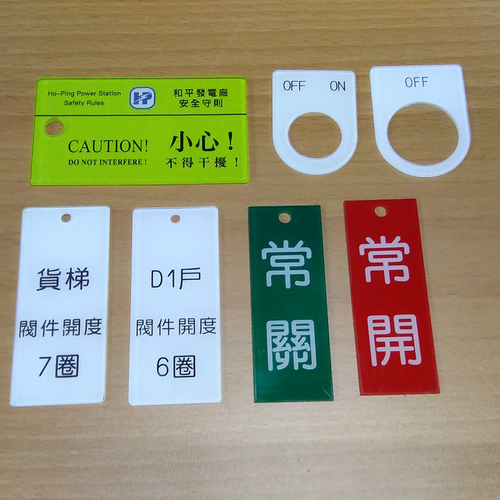 Ho-Ping Power Station
Safety Rules
HP
和平發電廠
安全守則
CAUTION!
DO NOT INTERFERE!
小心！
不得干擾！
OFF ON
OFF
貨梯
閥件開度
7圈
D1戶
閥件開度
6圈
常
關
常
開